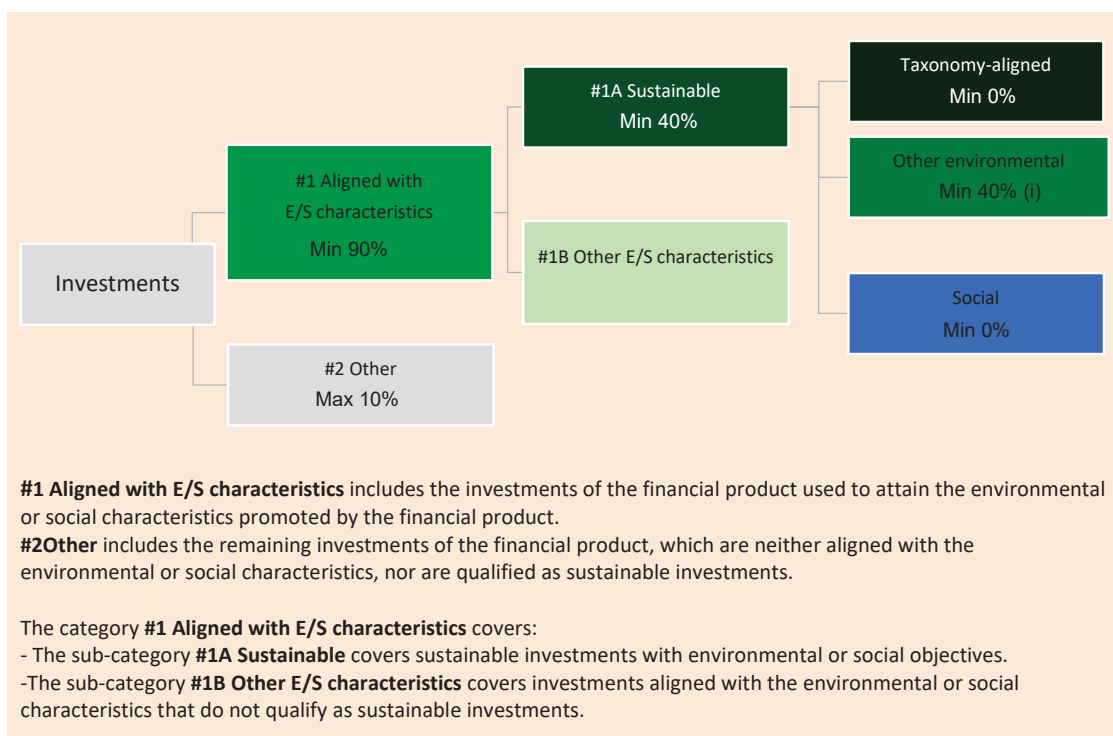 Investments
#1 Aligned with
E/S characteristics
Min 90%
#2 Other
Max 10%
#1A Sustainable
Min 40%
#1B Other E/S characteristics
Taxonomy-aligned
Min 0%
Other environmental
Min 40% (i)
Social
Min 0%
#1 Aligned with E/S characteristics includes the investments of the financial product used to attain the environmental
or social characteristics promoted by the financial product.
#2Other includes the remaining investments of the financial product, which are neither aligned with the
environmental or social characteristics, nor are qualified as sustainable investments.
The category #1 Aligned with E/S characteristics covers:
- The sub-category #1A Sustainable covers sustainable investments with environmental or social objectives.
-The sub-category #1B Other E/S characteristics covers investments aligned with the environmental or social
characteristics that do not qualify as sustainable investments.